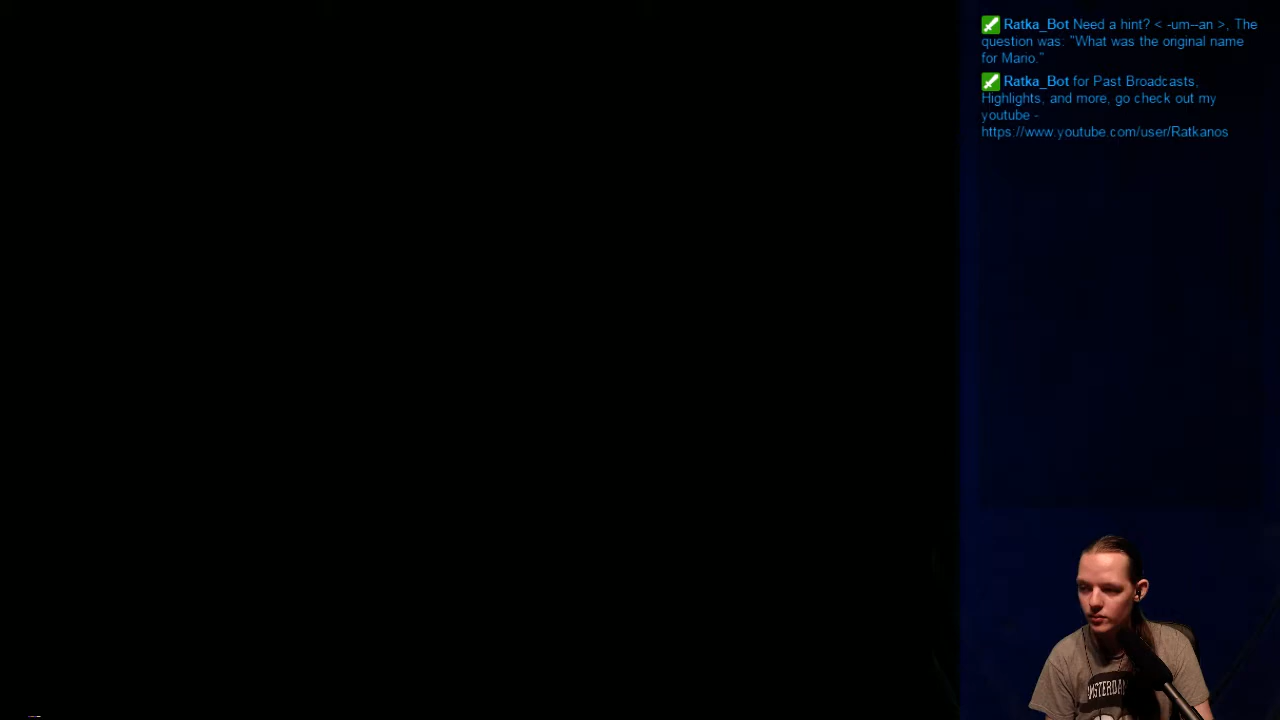 Ratka_Bot Need a hint? < -um--an >, The
question was: "What was the original name
for Mario."
Ratka_Bot for Past Broadcasts,
Highlights, and more, go check out my
youtube -
https://www.youtube.com/user/Ratkanos
AMSTERDAM